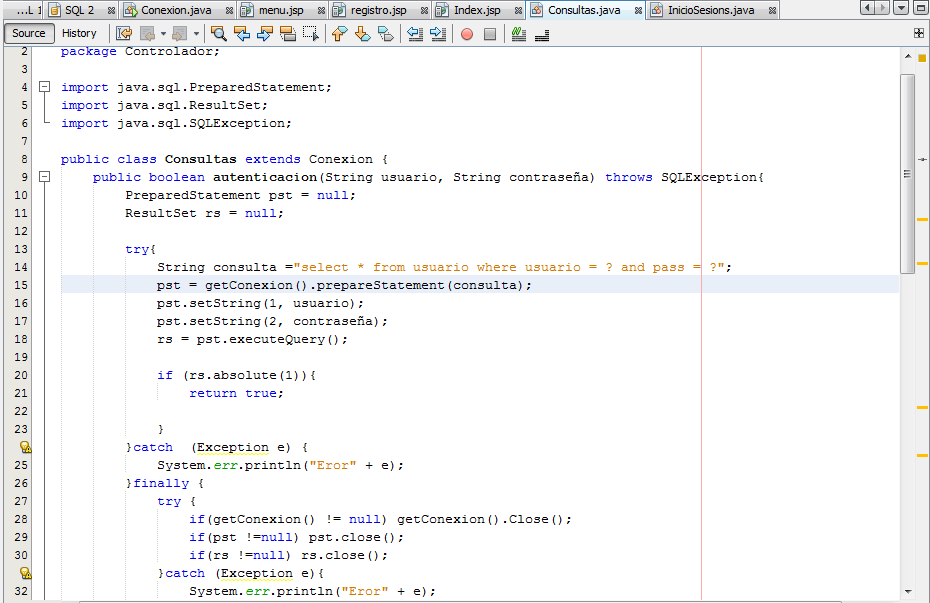 ...L 1 SQL 2 Conexion.java menu.jsp registro.jsp Index.jsp Consultas.java InicioSesions.java
Source History
2 package Controlador;
3
4 import java.sql.PreparedStatement;
5 import java.sql.ResultSet;
6 import java.sql.SQLException;
7
8 public class Consultas extends Conexion {
9 public boolean autenticacion(String usuario, String contraseña) throws SQLException{
10 PreparedStatement pst = null;
11 ResultSet rs = null;
12
13 try{
14 String consulta ="select * from usuario where usuario = ? and pass = ?";
15 pst = getConexion().prepareStatement(consulta);
16 pst.setString(1, usuario);
17 pst.setString(2, contraseña);
18 rs = pst.executeQuery();
19
20 if (rs.absolute(1)){
21 return true;
22
23 }
}catch (Exception e) {
25 System.err.println("Eror" + e);
26 }finally {
27 try {
28 if(getConexion() != null) getConexion().Close();
29 if(pst !=null) pst.close();
30 if(rs !=null) rs.close();
}catch (Exception e){
32 System.err.println("Eror" + e);